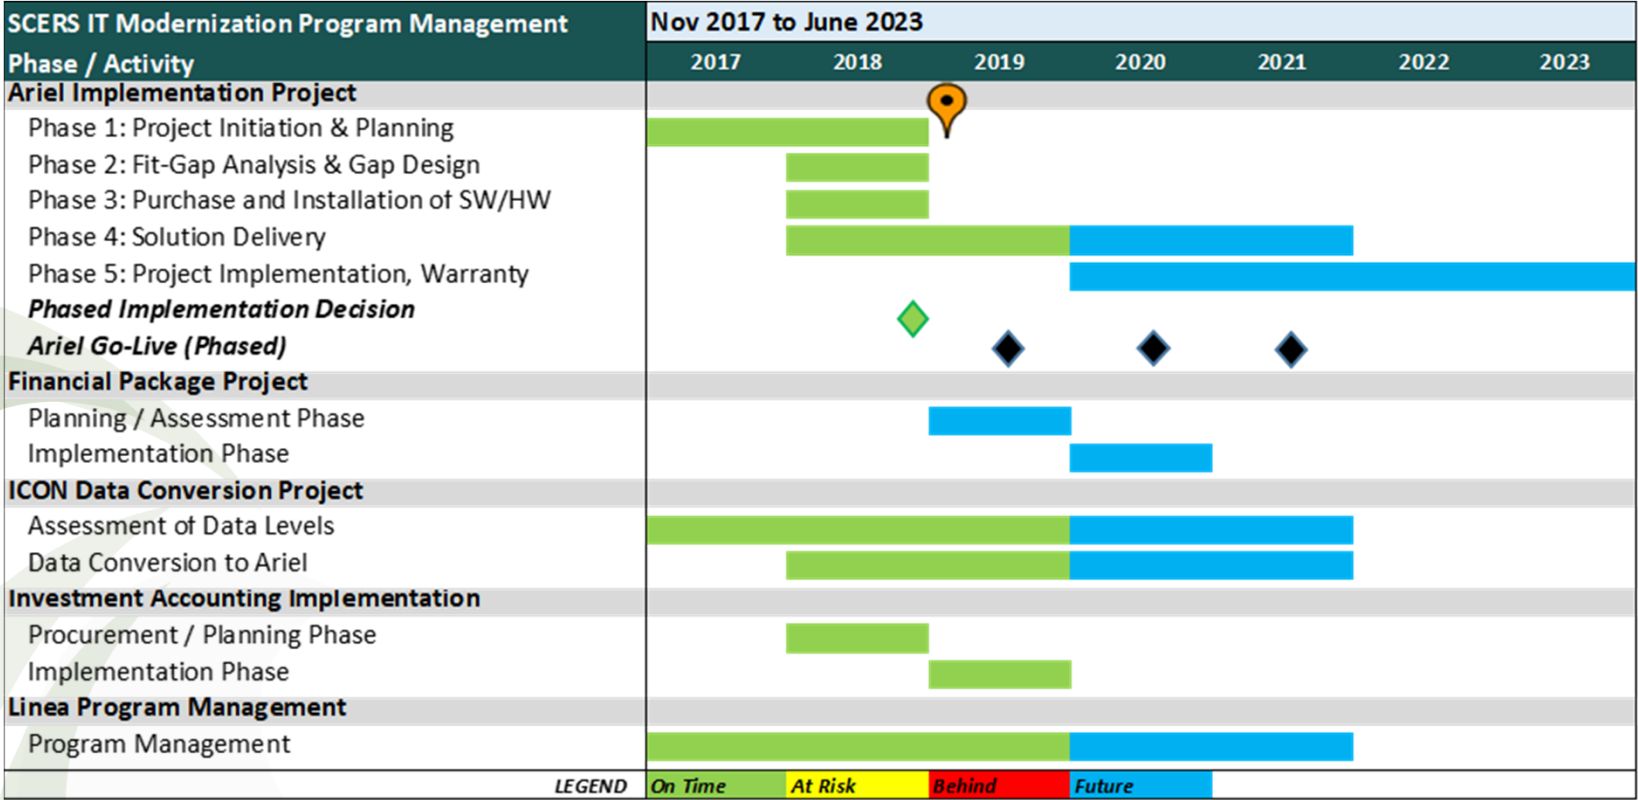 SCERS IT Modernization Program Management
Nov 2017 to June 2023
Phase / Activity
2017 2018 2019 2020 2021 2022 2023
Ariel Implementation Project
Phase 1: Project Initiation & Planning
Phase 2: Fit-Gap Analysis & Gap Design
Phase 3: Purchase and Installation of SW/HW
Phase 4: Solution Delivery
Phase 5: Project Implementation, Warranty
Phased Implementation Decision
Ariel Go-Live (Phased)
Financial Package Project
Planning / Assessment Phase
Implementation Phase
ICON Data Conversion Project
Assessment of Data Levels
Data Conversion to Ariel
Investment Accounting Implementation
Procurement / Planning Phase
Implementation Phase
Linea Program Management
Program Management
LEGEND On Time At Risk Behind Future